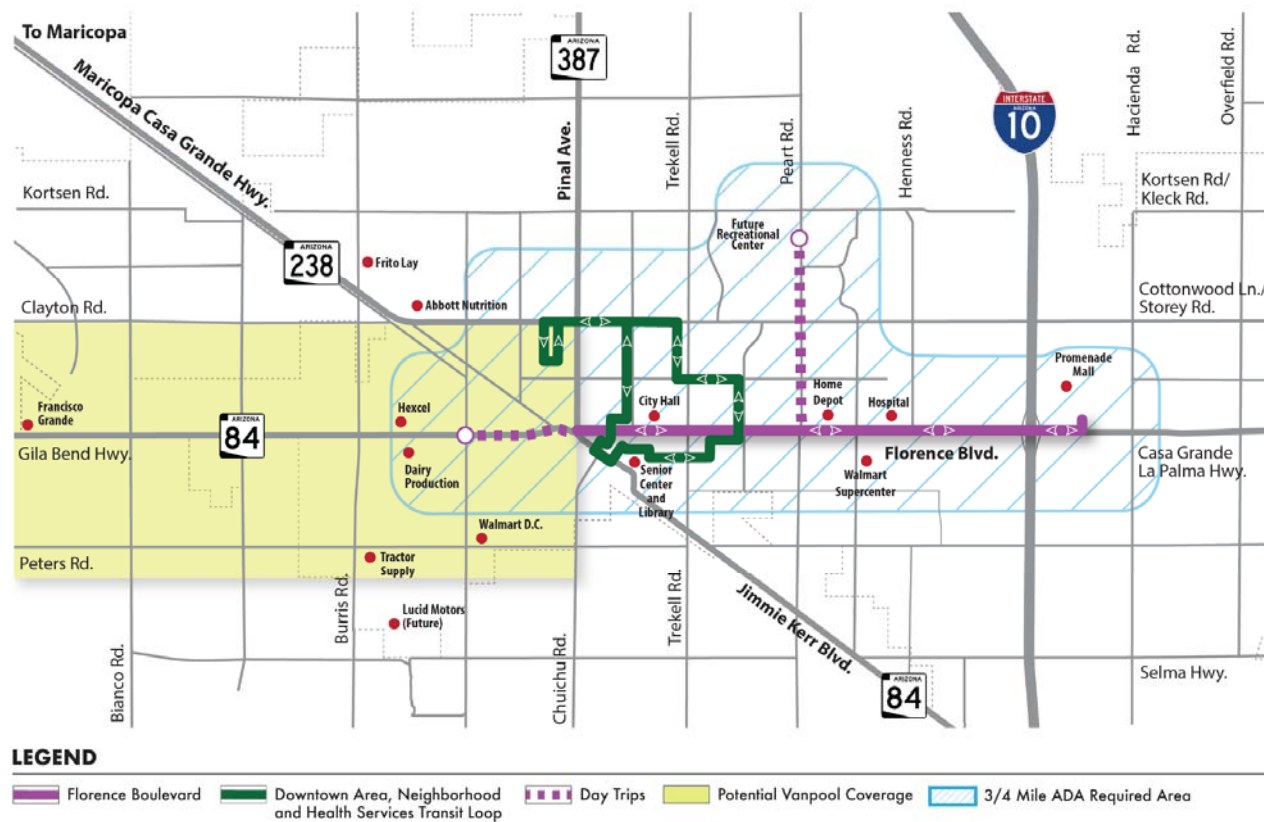 To Maricopa
ARIZONA
387
Maricopa Casa Grande Hwy.
Pinal Ave.
Trekell Rd.
Peart Rd.
Henness Rd.
INTERSTATE
ARIZONA
10
Hacienda Rd.
Overfield Rd.
Kortsen Rd.
Kortsen Rd/
Kleck Rd.
Future
Recreational
Center
ARIZONA
238
Frito Lay
Abbott Nutrition
Clayton Rd.
Cottonwood Ln./
Storey Rd.
Promenade
Mall
Francisco
Grande
ARIZONA
84
Hexcel
City Hall
Home
Depot
Hospital
Gila Bend Hwy.
Florence Blvd.
Casa Grande
La Palma Hwy.
Dairy
Production
Senior
Center
and
Library
Walmart
Supercenter
Walmart D.C.
Peters Rd.
Tractor
Supply
Lucid Motors
(Future)
Bianco Rd.
Burris Rd.
Chuichu Rd.
Trekell Rd.
Jimmie Kerr Blvd.
ARIZONA
84
Selma Hwy.
LEGEND
Florence Boulevard
Downtown Area, Neighborhood
and Health Services Transit Loop
Day Trips
Potential Vanpool Coverage
3/4 Mile ADA Required Area